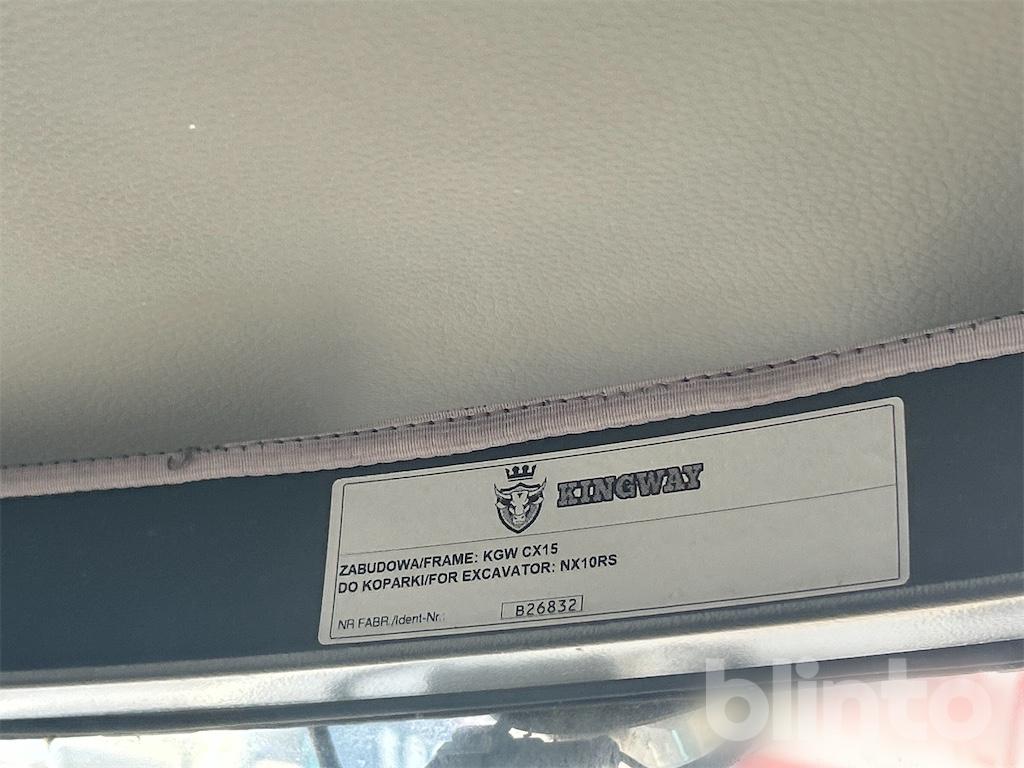 KINGWAY
ZABUDOWA/FRAME: KGW CX15
DO KOPARKI/FOR EXCAVATOR: NX10RS
NR FABR./Ident-Nr.: B26832
blinto